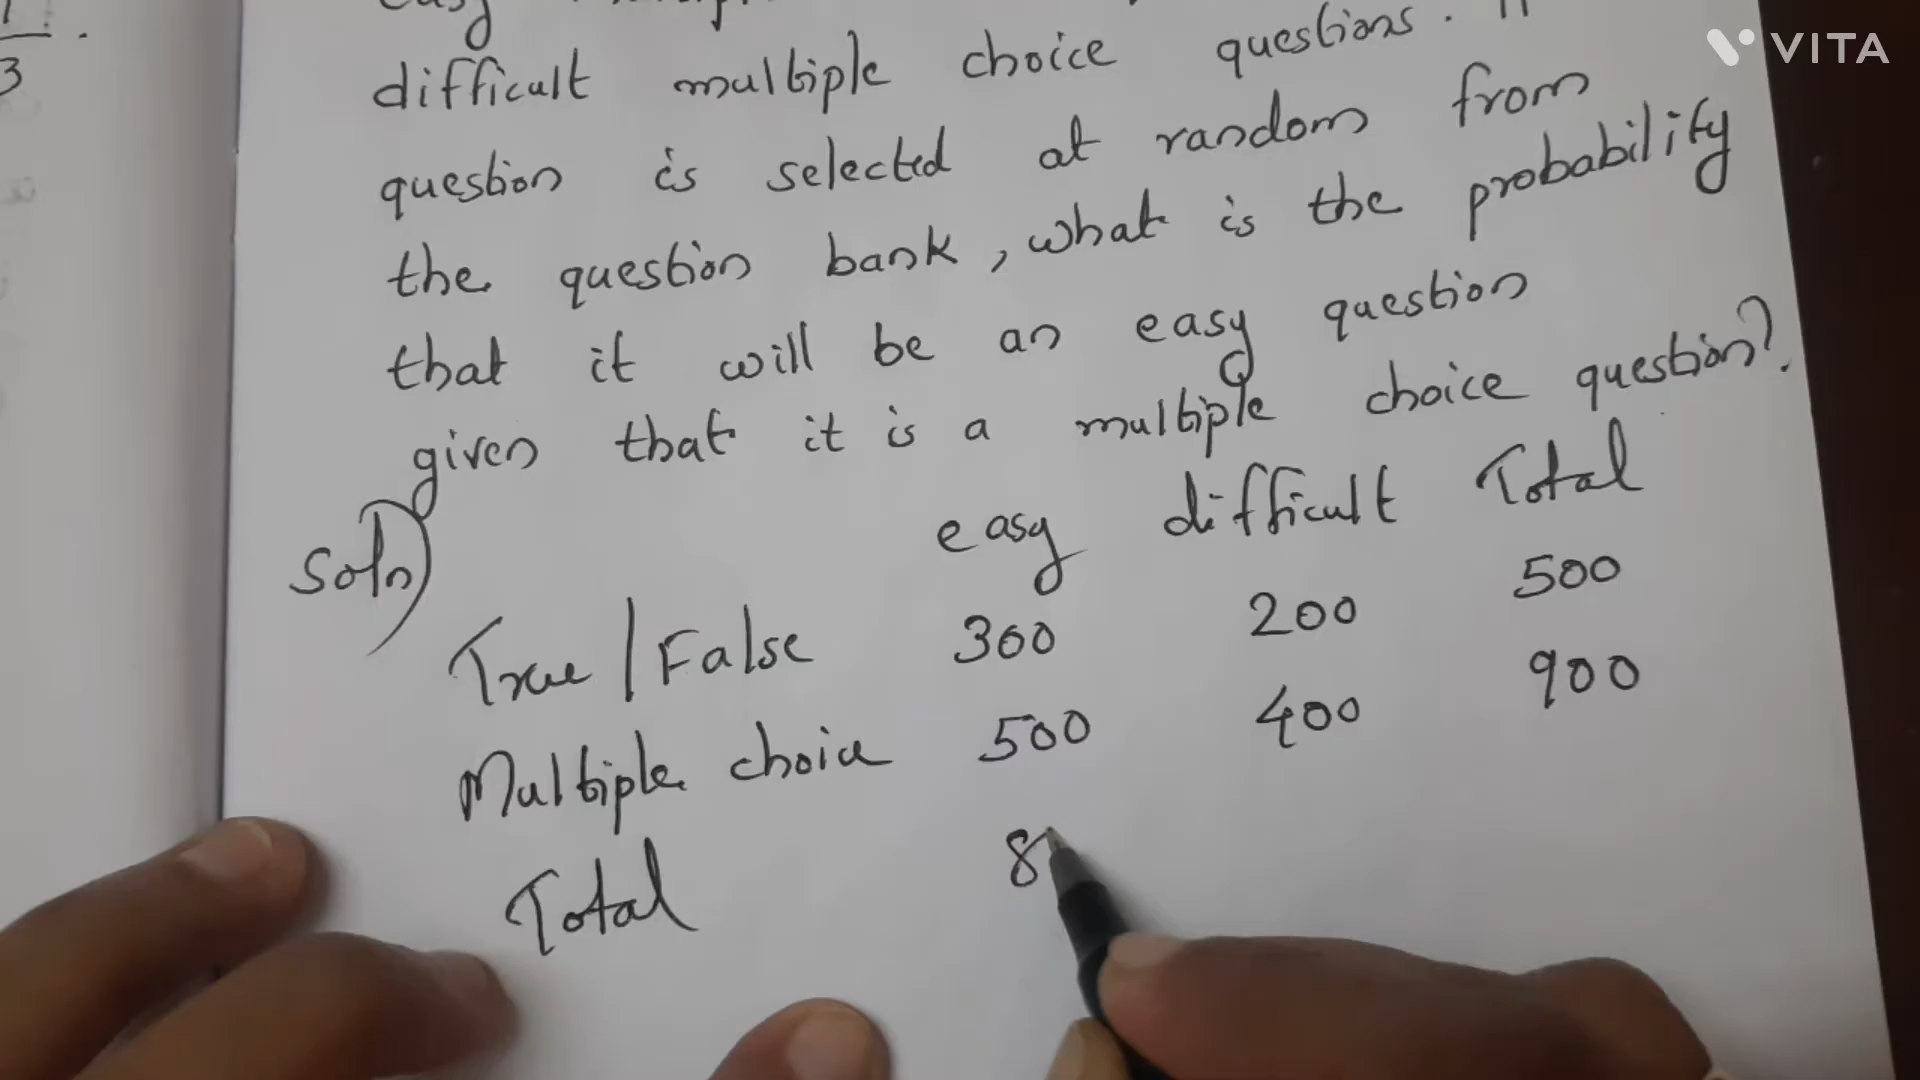 3
VITA
difficult multiple choice questions.
question is selected at random from
the question bank, what is the probability
that it will be an easy question
given that it is a multiple choice question?
Soln)
easy difficult Total
True/False 300 200 500
Multiple choice 500 400 900
Total 8